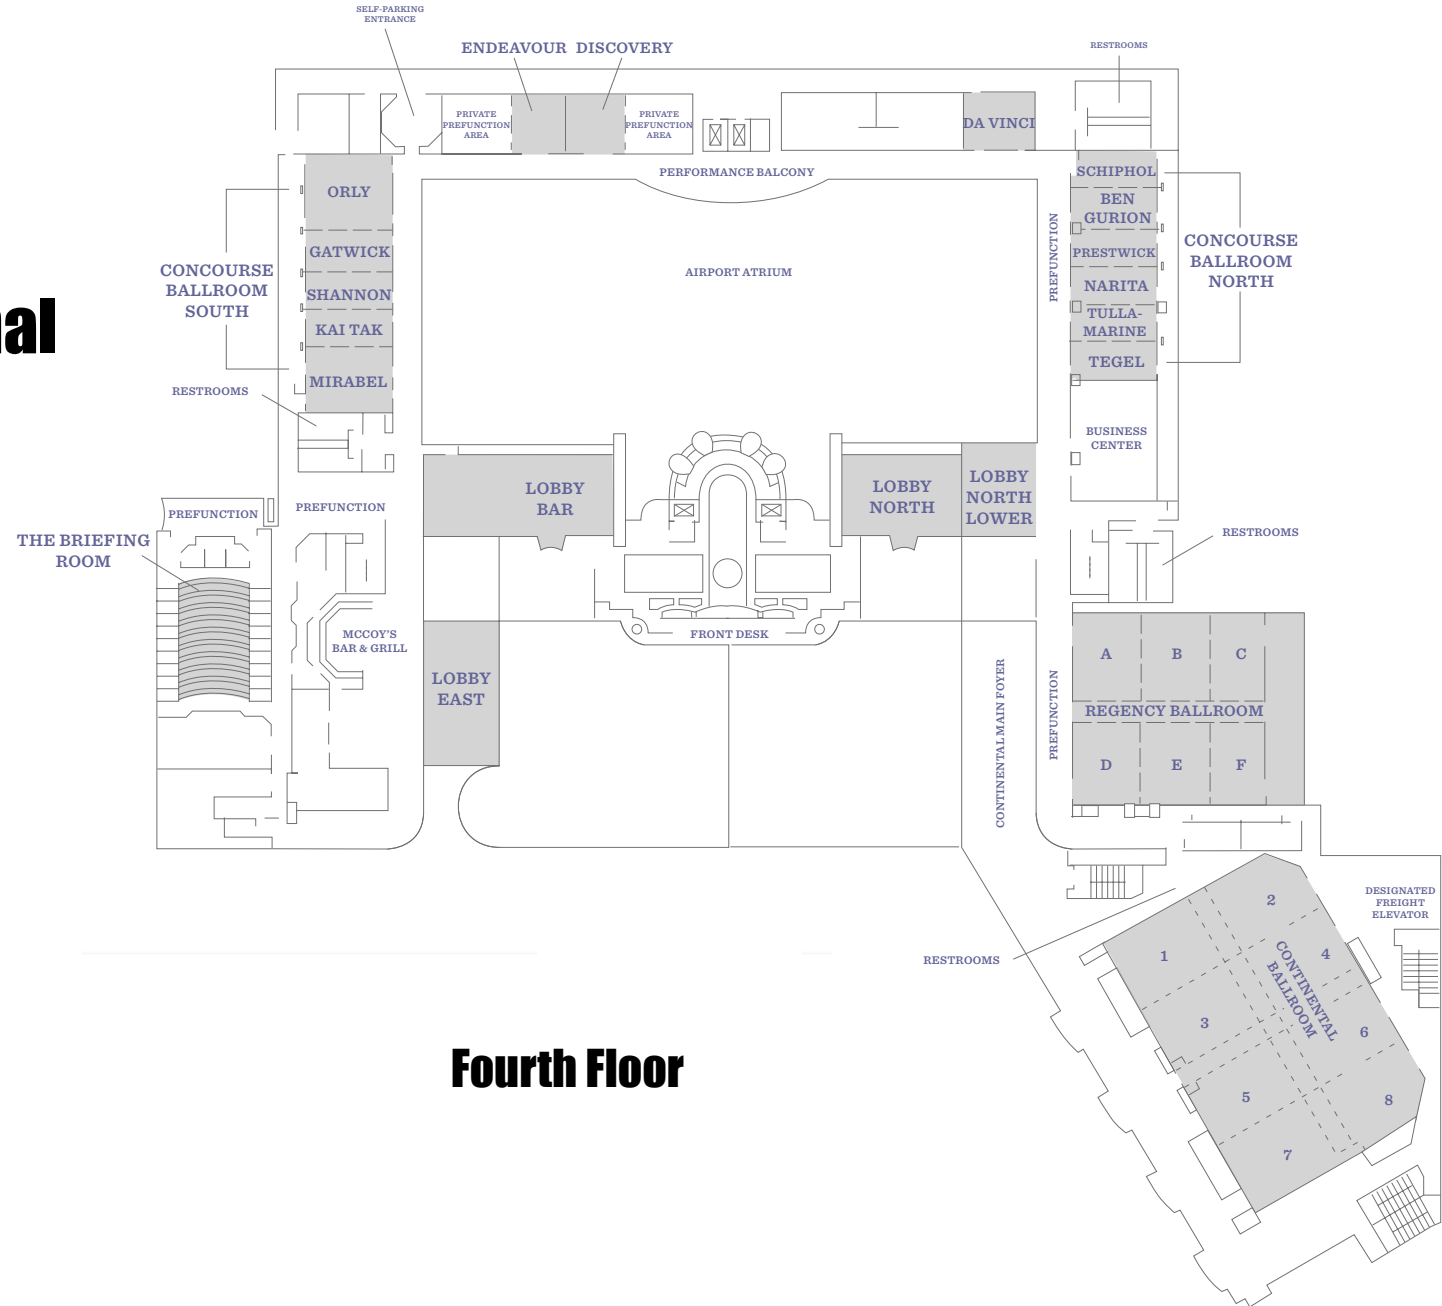 SELF-PARKING
ENTRANCE
ENDEAVOUR DISCOVERY
RESTROOMS
PRIVATE
PREFUNCTION
AREA
PRIVATE
PREFUNCTION
AREA
DA VINCI
PERFORMANCE BALCONY
ORLY
GATWICK
SHANNON
KAI TAK
MIRABEL
CONCOURSE
BALLROOM
SOUTH
nal
AIRPORT ATRIUM
PREFUNCTION
SCHIPHOL
BEN
GURION
PRESTWICK
NARITA
TULLA-
MARINE
TEGEL
CONCOURSE
BALLROOM
NORTH
RESTROOMS
BUSINESS
CENTER
LOBBY
BAR
LOBBY
NORTH
LOBBY
NORTH
LOWER
PREFUNCTION
PREFUNCTION
THE BRIEFING
ROOM
RESTROOMS
MCCOY'S
BAR & GRILL
FRONT DESK
LOBBY
EAST
CONTINENTAL MAIN FOYER
PREFUNCTION
A
B
C
REGENCY BALLROOM
D
E
F
DESIGNATED
FREIGHT
ELEVATOR
RESTROOMS
CONTINENTAL
BALLROOM
1
2
3
4
5
6
7
8
Fourth Floor